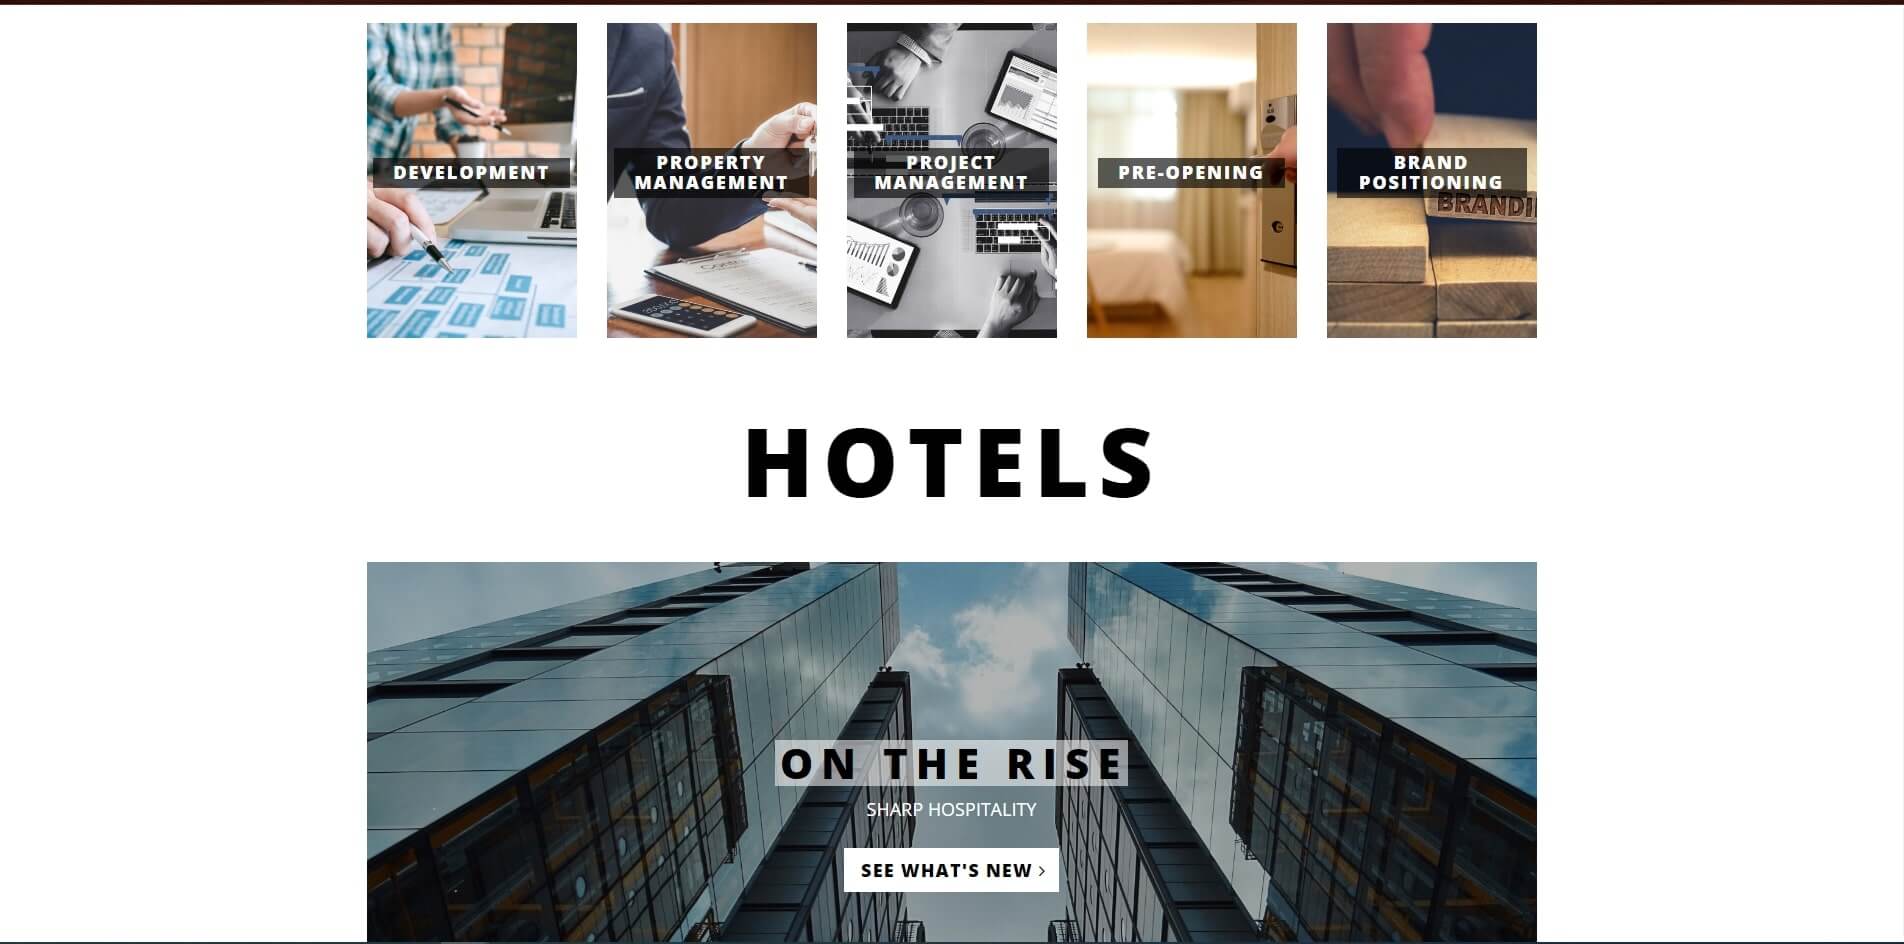 DEVELOPMENT
PROPERTY
MANAGEMENT
PROJECT
MANAGEMENT
PRE-OPENING
BRAND
POSITIONING
BRANDI
HOTELS
ON THE RISE
SHARP HOSPITALITY
SEE WHAT'S NEW